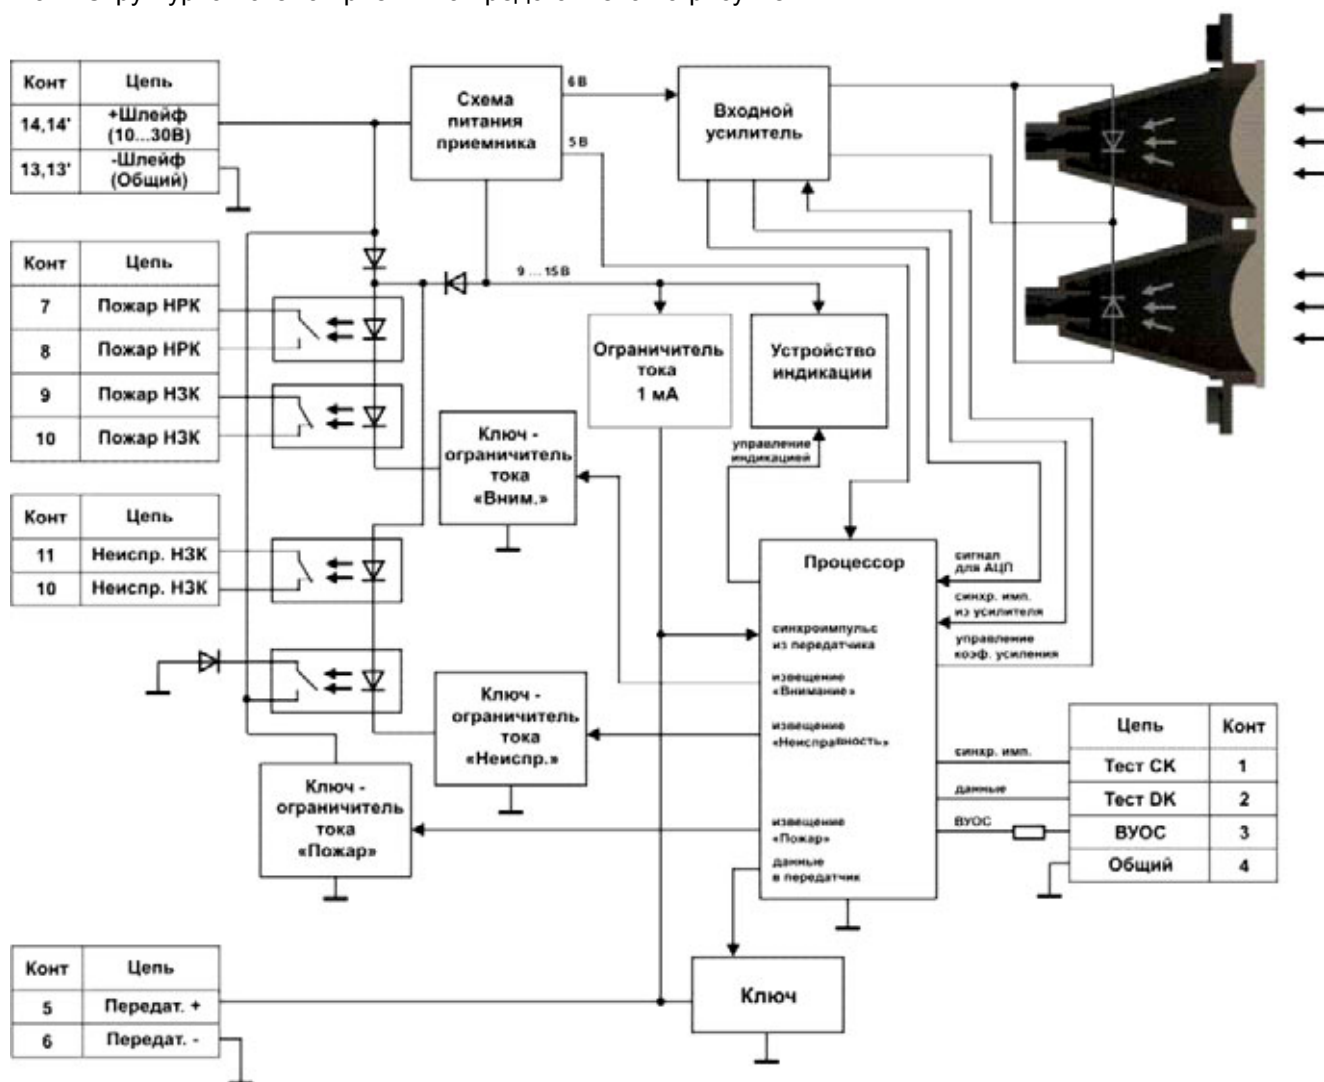 Конт Цепь
14,14' +Шлейф
(10...30В)
13,13' -Шлейф
(Общий)
Схема
питания
приемника
6 В
5 В
Входной
усилитель
Конт Цепь
7 Пожар НРК
8 Пожар НРК
9 Пожар НЗК
10 Пожар НЗК
9 ... 15 В
Ограничитель
тока
1 мА
Устройство
индикации
управление
индикацией
Ключ -
ограничитель
тока
«Вним.»
Конт Цепь
11 Неиспр. НЗК
10 Неиспр. НЗК
Процессор
сигнал
для АЦП
синхр. имп.
из усилителя
управление
коэф. усиления
синхроимпульс
из передатчика
извещение
«Внимание»
извещение
«Неисправность»
извещение
«Пожар»
данные
в передатчик
Ключ -
ограничитель
тока
«Неиспр.»
Ключ -
ограничитель
тока
«Пожар»
синхр. имп.
данные
ВУОС
Цепь Конт
Тест СК 1
Тест DK 2
ВУОС 3
Общий 4
Конт Цепь
5 Передат. +
6 Передат. -
Ключ